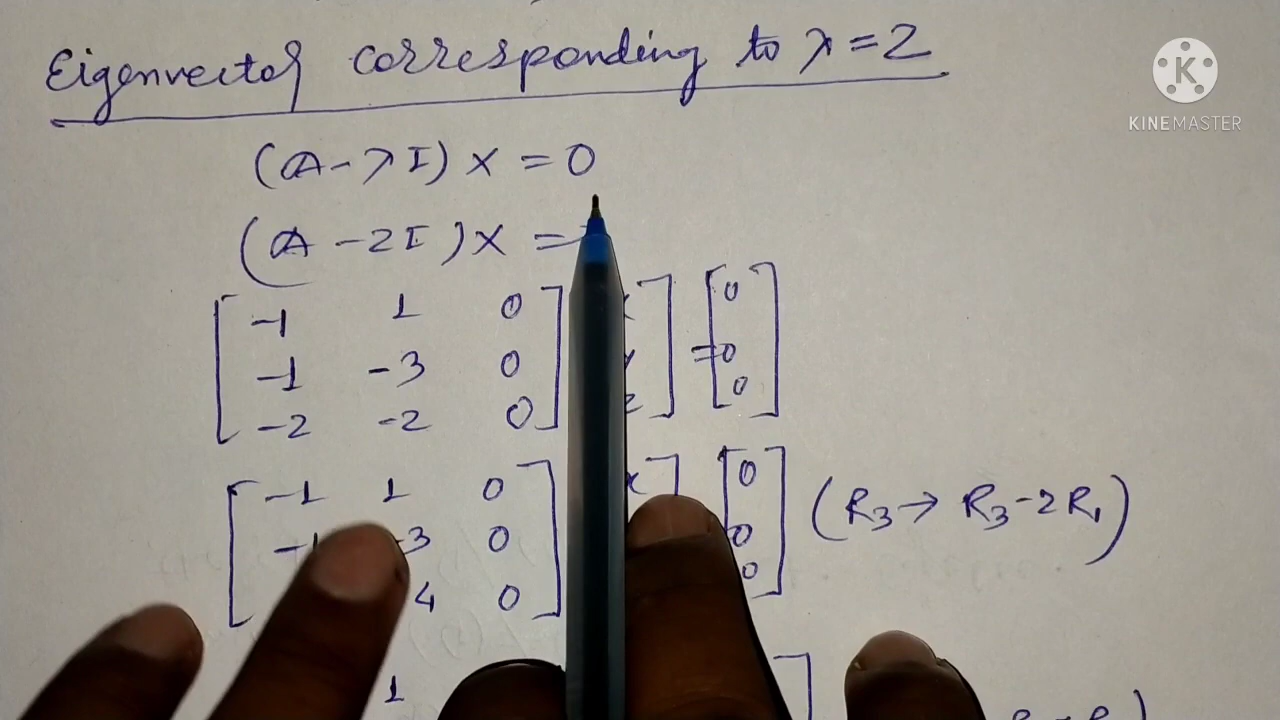 Eigenvector corresponding to λ = 2
KINEMASTER
(A - λI) X = 0
(A - 2I) X =
-1 1 0 0
-1 -3 0 = 0
-2 -2 0 z 0
-1 1 0 x 0 (R3 → R3 - 2R1)
-3 0 0
4 0 0
1